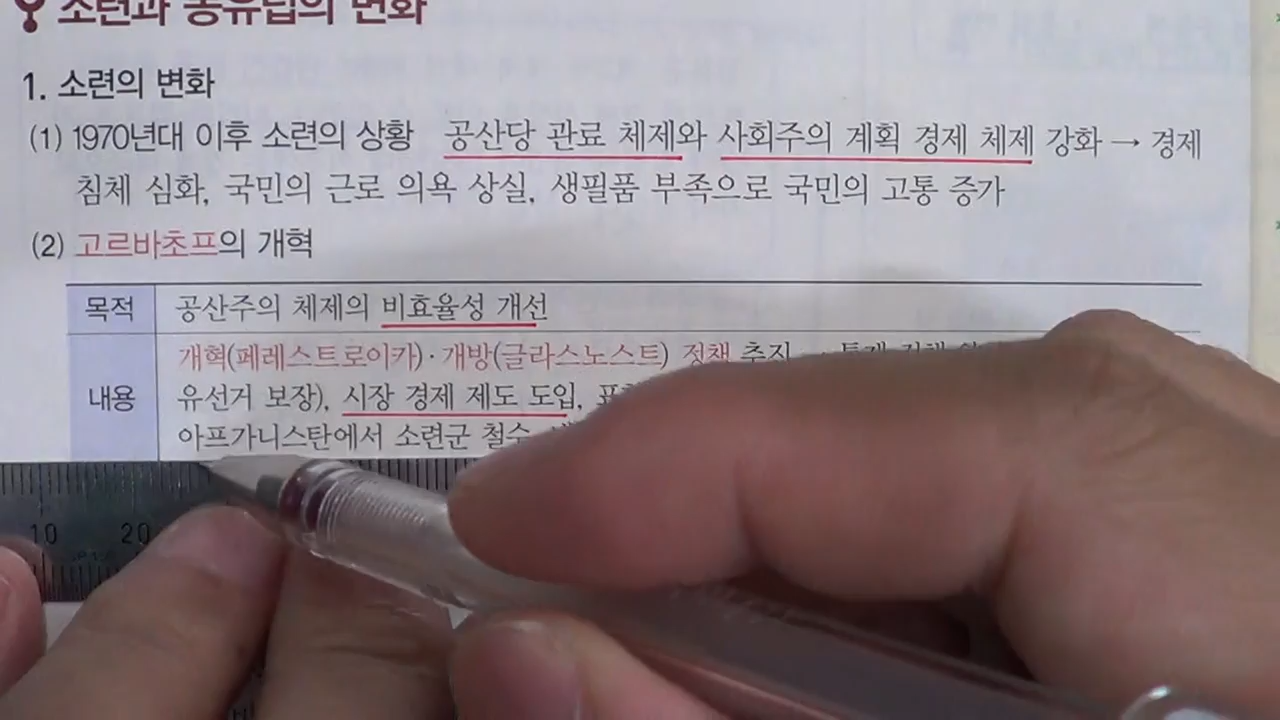 소련과 동유럽의 변화
1. 소련의 변화
(1) 1970년대 이후 소련의 상황 공산당 관료 체제와 사회주의 계획 경제 체제 강화 → 경제
침체 심화, 국민의 근로 의욕 상실, 생필품 부족으로 국민의 고통 증가
(2) 고르바초프의 개혁
목적 공산주의 체제의 비효율성 개선
개혁(페레스트로이카)·개방(글라스노스트) 정책 추진
내용 유선거 보장), 시장 경제 제도 도입,
아프가니스탄에서 소련군 철수
10 20